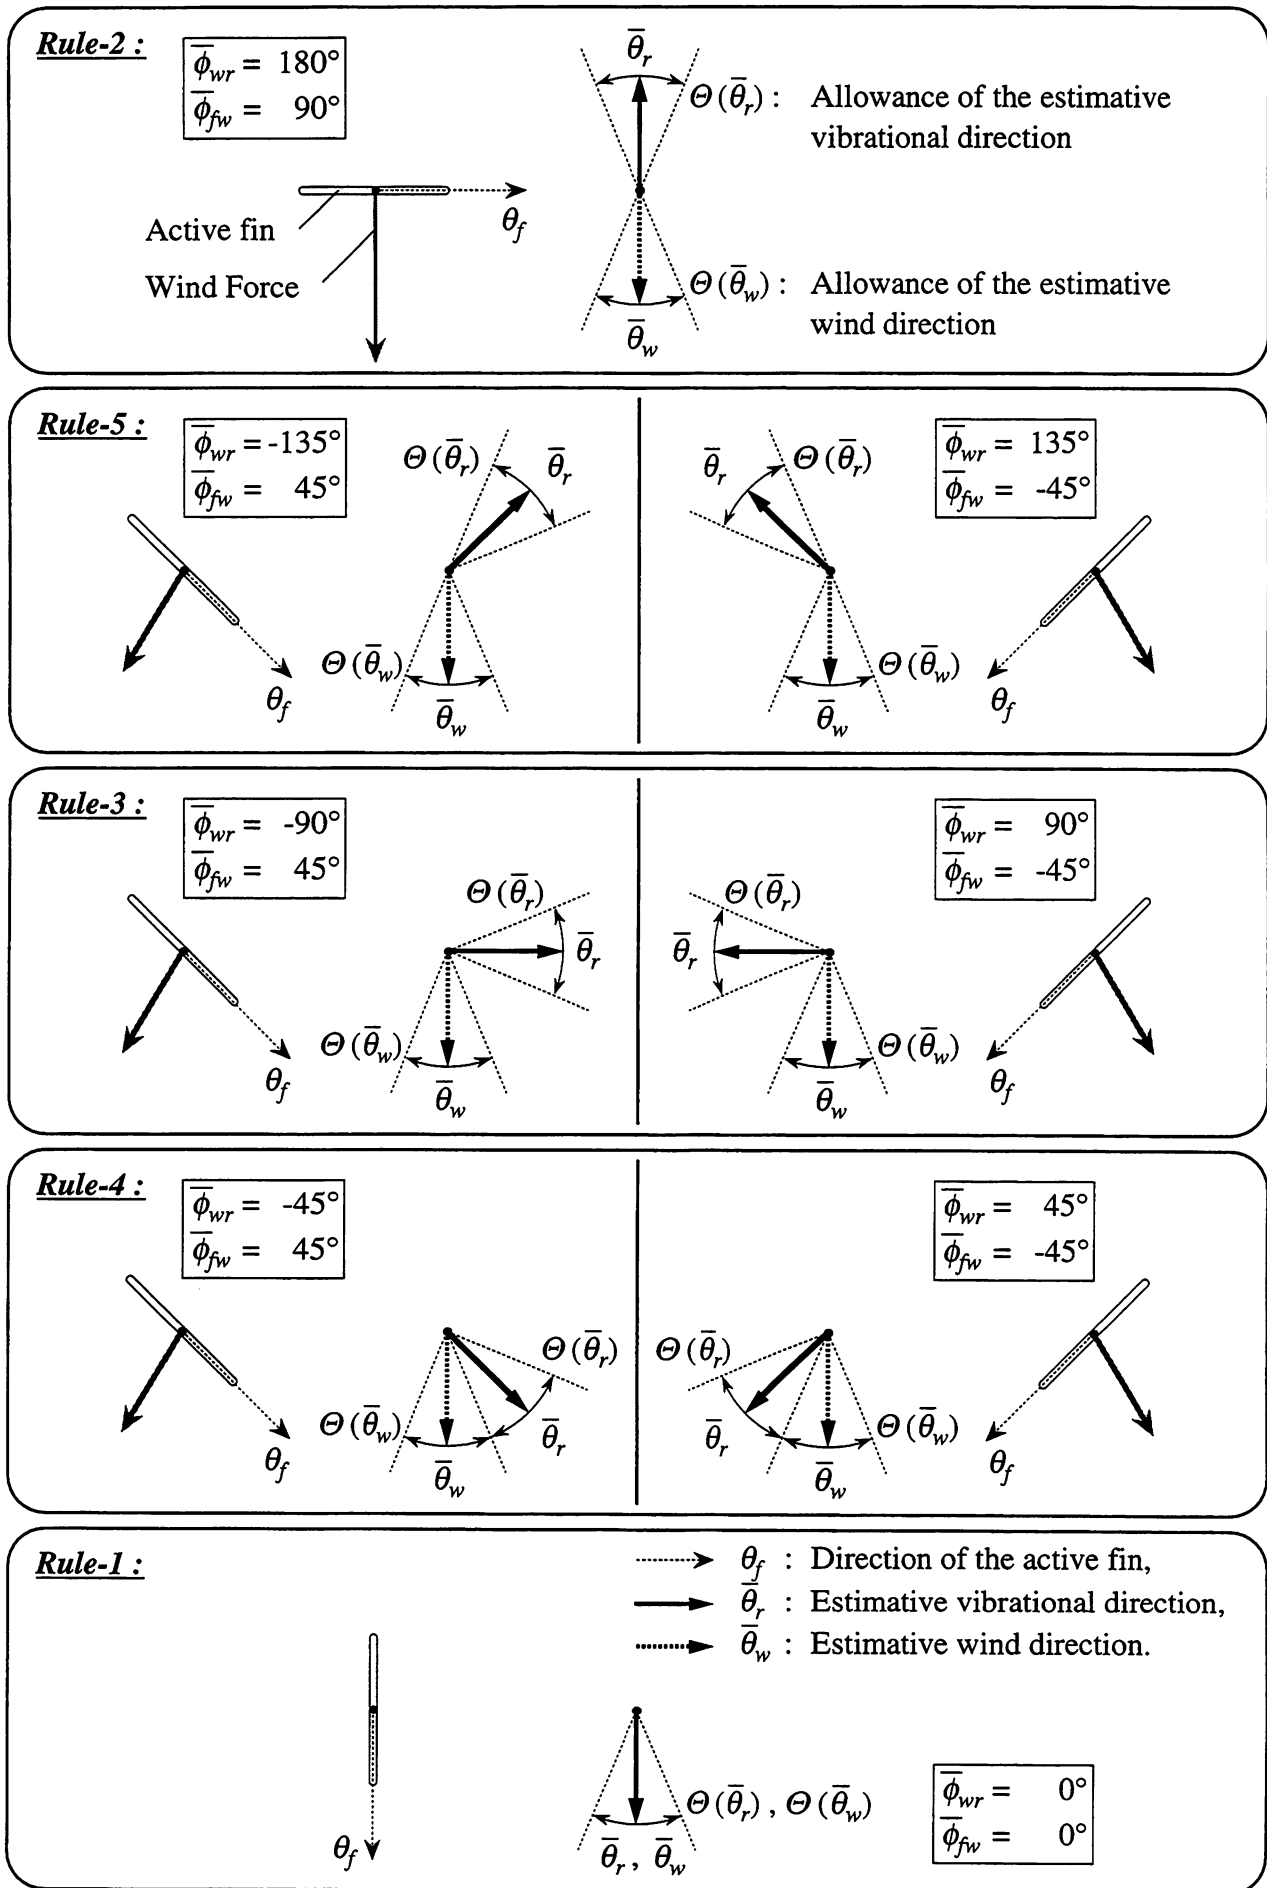 Rule-2 :
ϕ̅wr = 180°
ϕ̅fw = 90°
θ̅r
Θ(θ̅r) : Allowance of the estimative
vibrational direction
Active fin
θf
Wind Force
Θ(θ̅w) : Allowance of the estimative
wind direction
θ̅w
Rule-5 :
ϕ̅wr = -135°
ϕ̅fw = 45°
Θ(θ̅r)
θ̅r
θf
Θ(θ̅w)
θ̅w
θ̅r
Θ(θ̅r)
ϕ̅wr = 135°
ϕ̅fw = -45°
Θ(θ̅w)
θ̅w
θf
Rule-3 :
ϕ̅wr = -90°
ϕ̅fw = 45°
Θ(θ̅r)
θ̅r
θf
Θ(θ̅w)
θ̅w
Θ(θ̅r)
θ̅r
ϕ̅wr = 90°
ϕ̅fw = -45°
Θ(θ̅w)
θ̅w
θf
Rule-4 :
ϕ̅wr = -45°
ϕ̅fw = 45°
Θ(θ̅r)
θ̅r
θf
Θ(θ̅w)
θ̅w
Θ(θ̅r)
θ̅r
ϕ̅wr = 45°
ϕ̅fw = -45°
Θ(θ̅w)
θ̅w
θf
Rule-1 :
θf : Direction of the active fin,
θ̅r : Estimative vibrational direction,
θ̅w : Estimative wind direction.
θf
Θ(θ̅r) , Θ(θ̅w)
θ̅r , θ̅w
ϕ̅wr = 0°
ϕ̅fw = 0°